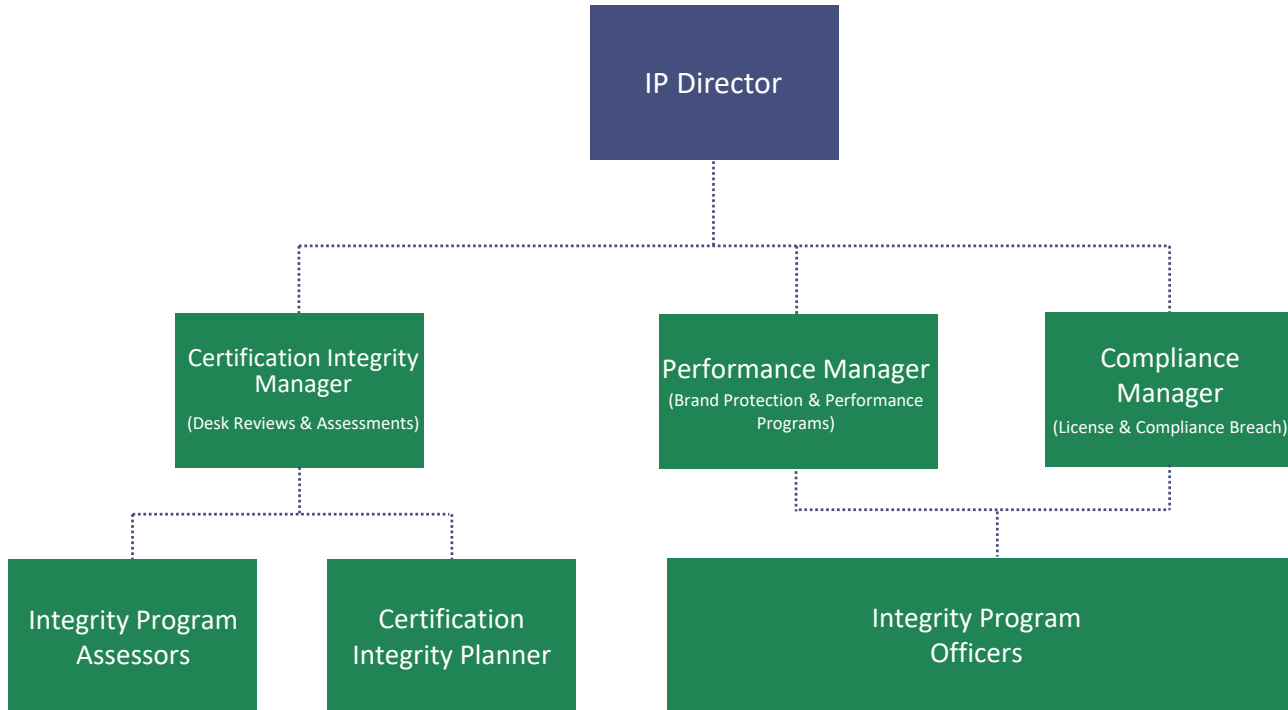 IP Director
Certification Integrity
Manager
(Desk Reviews & Assessments)
Performance Manager
(Brand Protection & Performance
Programs)
Compliance
Manager
(License & Compliance Breach)
Integrity Program
Assessors
Certification
Integrity Planner
Integrity Program
Officers